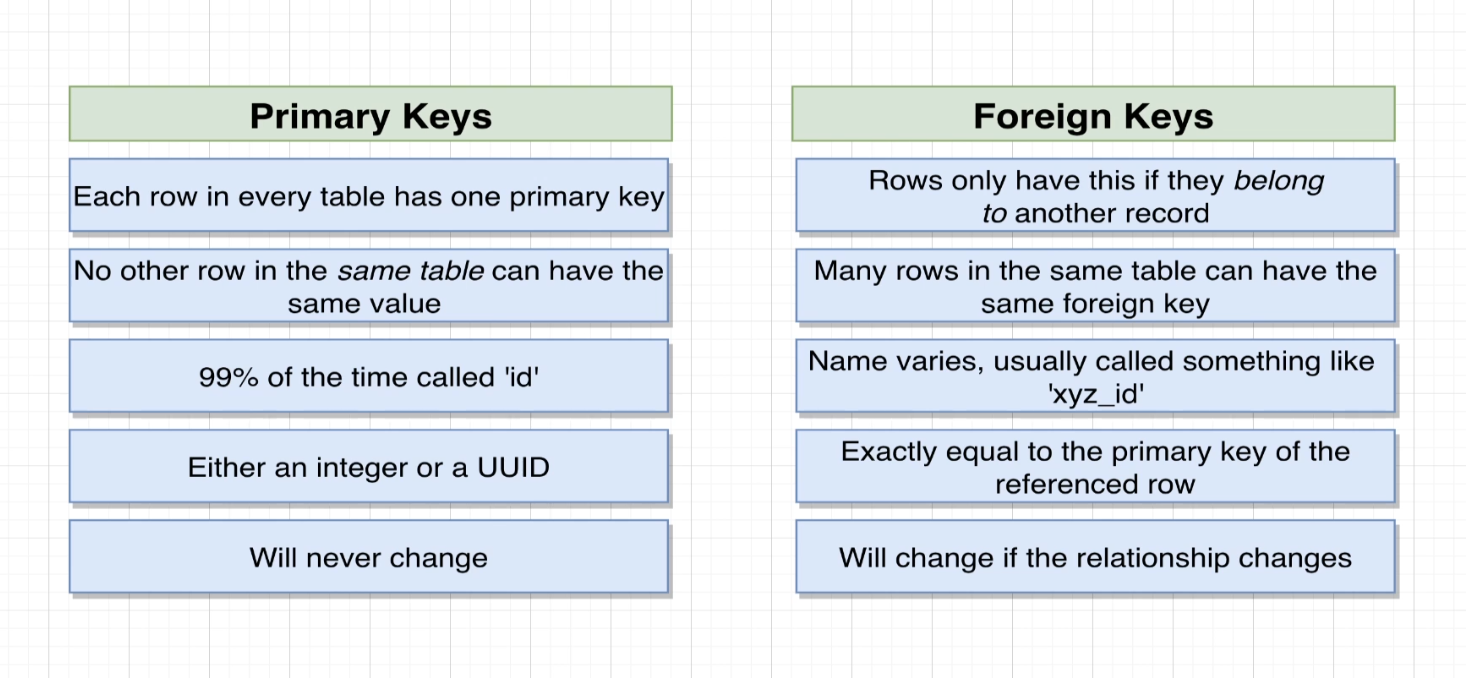 Primary Keys
Each row in every table has one primary key
No other row in the same table can have the
same value
99% of the time called 'id'
Either an integer or a UUID
Will never change
Foreign Keys
Rows only have this if they belong
to another record
Many rows in the same table can have the
same foreign key
Name varies, usually called something like
'xyz_id'
Exactly equal to the primary key of the
referenced row
Will change if the relationship changes